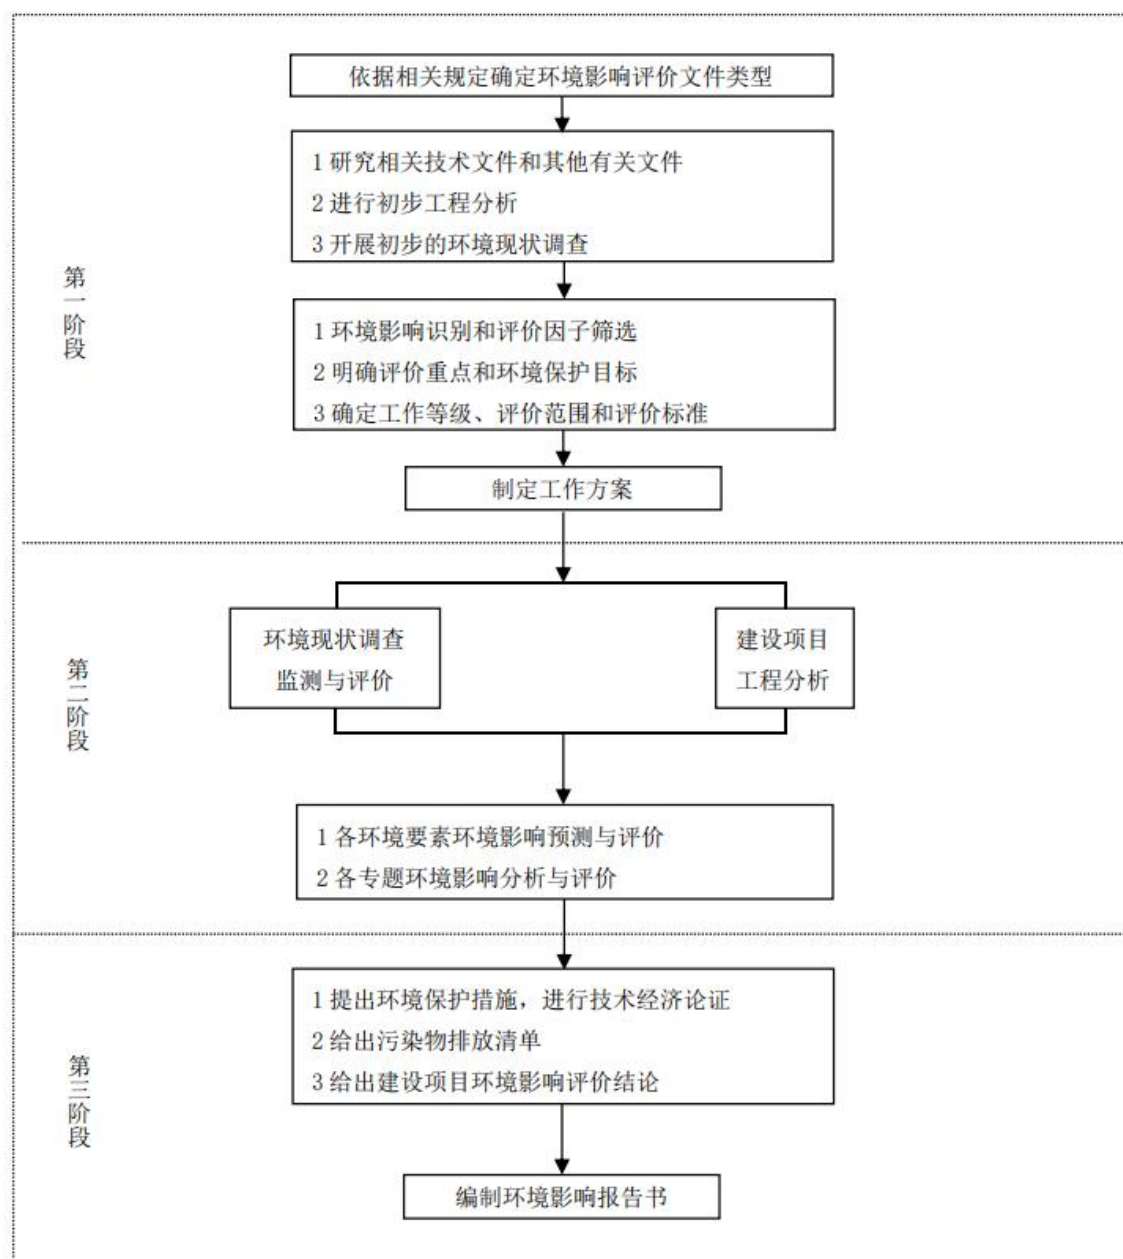 依据相关规定确定环境影响评价文件类型
1 研究相关技术文件和其他有关文件
2 进行初步工程分析
3 开展初步的环境现状调查
第一阶段
1 环境影响识别和评价因子筛选
2 明确评价重点和环境保护目标
3 确定工作等级、评价范围和评价标准
制定工作方案
环境现状调查
监测与评价
建设项目
工程分析
第二阶段
1 各环境要素环境影响预测与评价
2 各专题环境影响分析与评价
1 提出环境保护措施，进行技术经济论证
2 给出污染物排放清单
3 给出建设项目环境影响评价结论
第三阶段
编制环境影响报告书